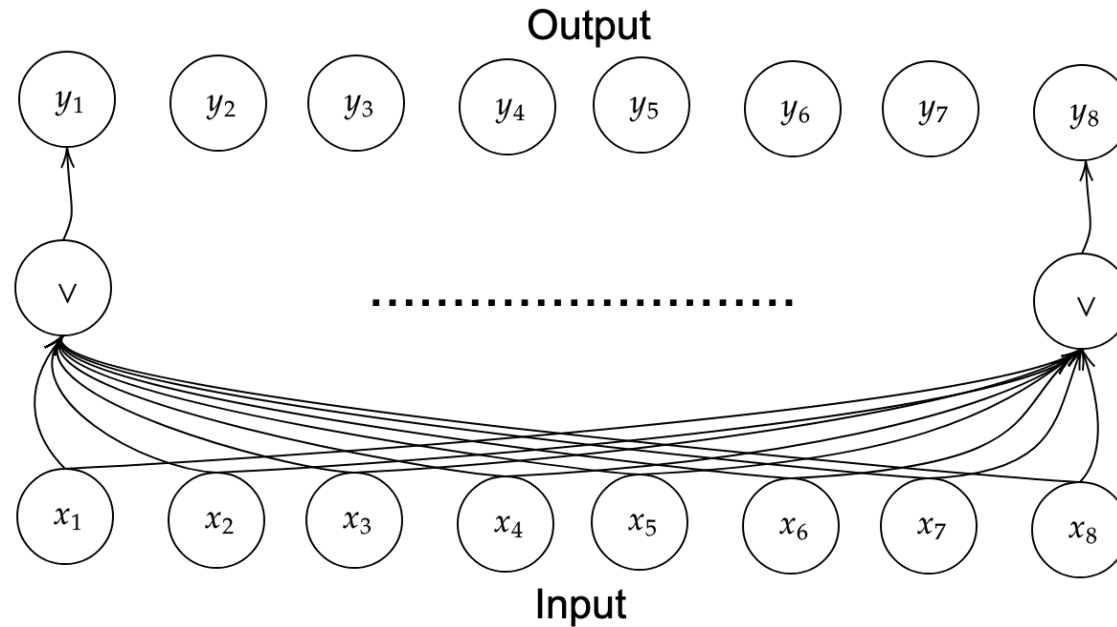 Output
y₁ y₂ y₃ y₄ y₅ y₆ y₇ y₈
∨ ∨
x₁ x₂ x₃ x₄ x₅ x₆ x₇ x₈
Input